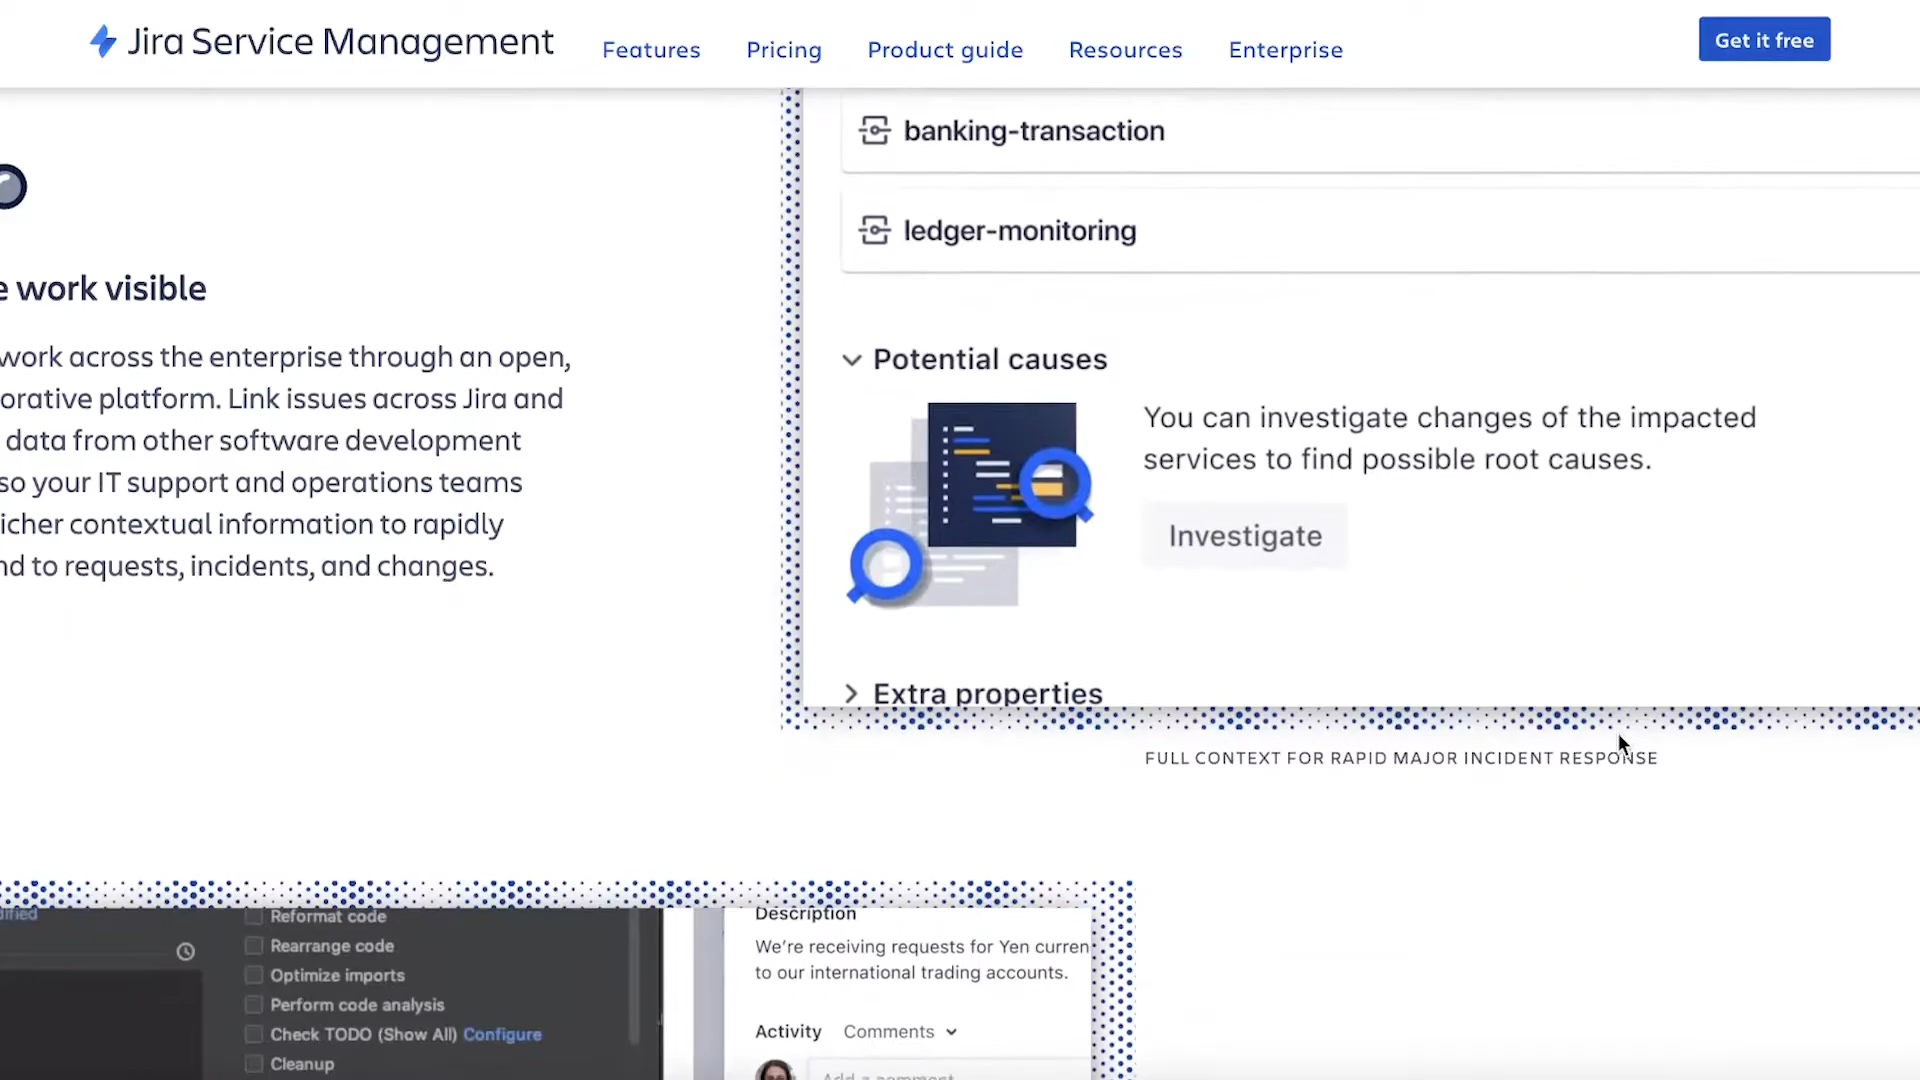 Jira Service Management
Features
Pricing
Product guide
Resources
Enterprise
Get it free
banking-transaction
ledger-monitoring
work visible
work across the enterprise through an open,
platform. Link issues across Jira and
data from other software development
so your IT support and operations teams
contextual information to rapidly
to requests, incidents, and changes.
Potential causes
You can investigate changes of the impacted
services to find possible root causes.
Investigate
Extra properties
FULL CONTEXT FOR RAPID MAJOR INCIDENT RESPONSE
Reformat code
Rearrange code
Optimize imports
Perform code analysis
Check TODO (Show All) Configure
Cleanup
Description
We're receiving requests for Yen
to our international trading accounts.
Activity
Comments
Add a comment